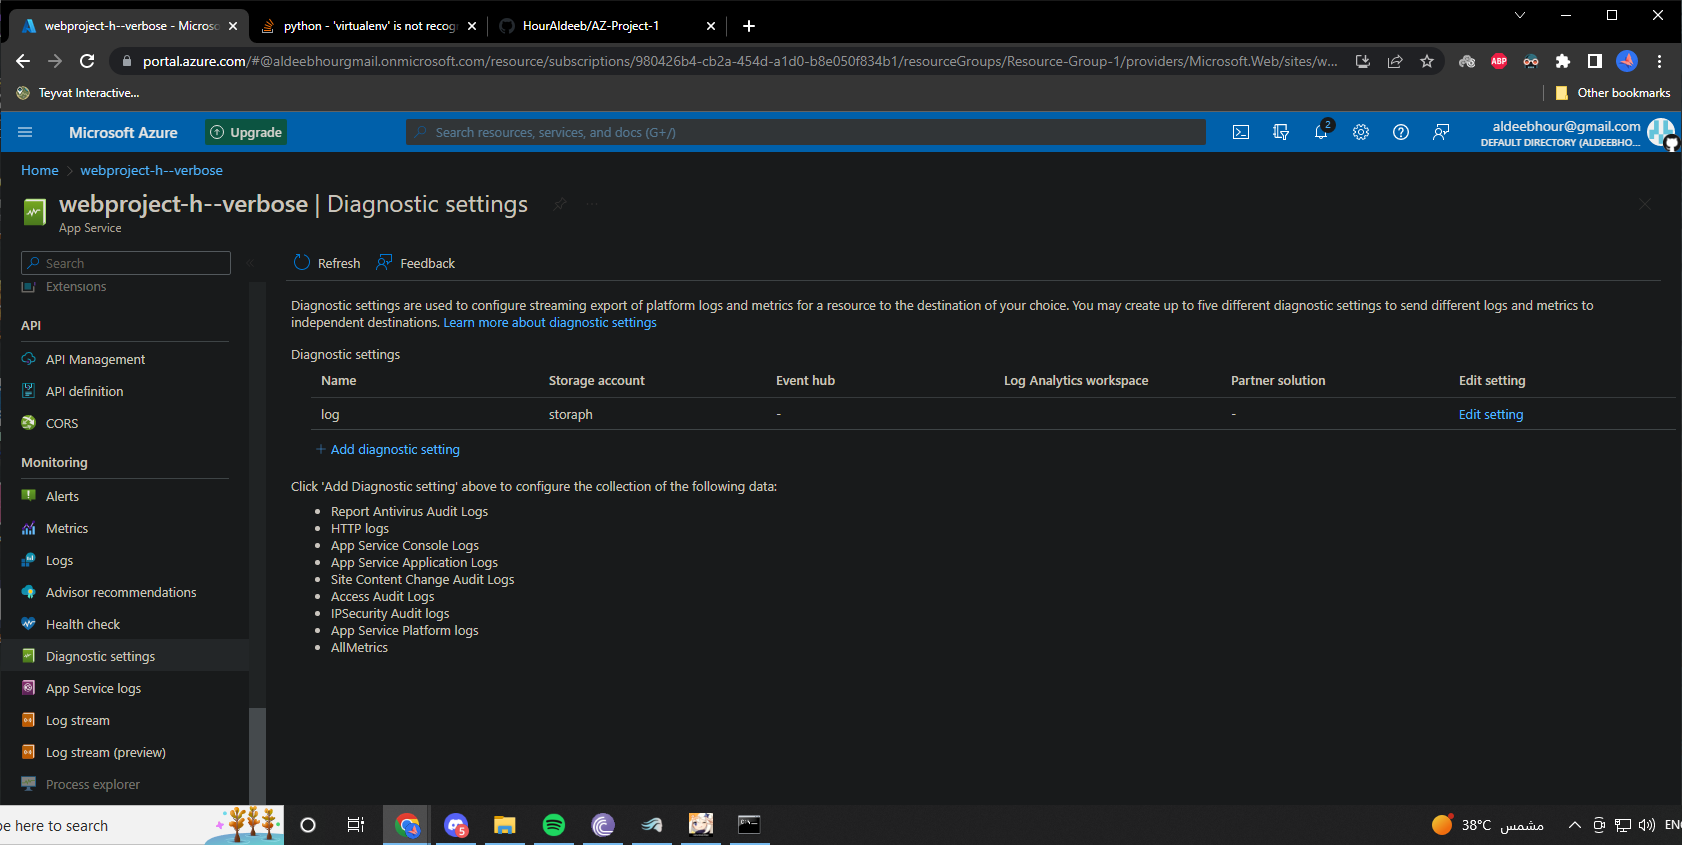 webproject-h--verbose - Microso
python - 'virtualenv' is not recogn
HourAldeeb/AZ-Project-1
portal.azure.com/#@aldeebhourgmail.onmicrosoft.com/resource/subscriptions/980426b4-cb2a-454d-a1d0-b8e050f834b1/resourceGroups/Resource-Group-1/providers/Microsoft.Web/sites/w...
ABP
Teyvat Interactive...
Other bookmarks
Microsoft Azure
Upgrade
Search resources, services, and docs (G+/)
2
aldeebhour@gmail.com
DEFAULT DIRECTORY (ALDEEBHO...
Home > webproject-h--verbose
webproject-h--verbose | Diagnostic settings
App Service
Search
Refresh
Feedback
Extensions
API
API Management
API definition
CORS
Monitoring
Alerts
Metrics
Logs
Advisor recommendations
Health check
Diagnostic settings
App Service logs
Log stream
Log stream (preview)
Process explorer
Diagnostic settings are used to configure streaming export of platform logs and metrics for a resource to the destination of your choice. You may create up to five different diagnostic settings to send different logs and metrics to
independent destinations. Learn more about diagnostic settings
Diagnostic settings
Name Storage account Event hub Log Analytics workspace Partner solution Edit setting
log storaph - - Edit setting
+ Add diagnostic setting
Click 'Add Diagnostic setting' above to configure the collection of the following data:
• Report Antivirus Audit Logs
• HTTP logs
• App Service Console Logs
• App Service Application Logs
• Site Content Change Audit Logs
• Access Audit Logs
• IPSecurity Audit logs
• App Service Platform logs
• AllMetrics
pe here to search
5
38°C مشمس
ENG